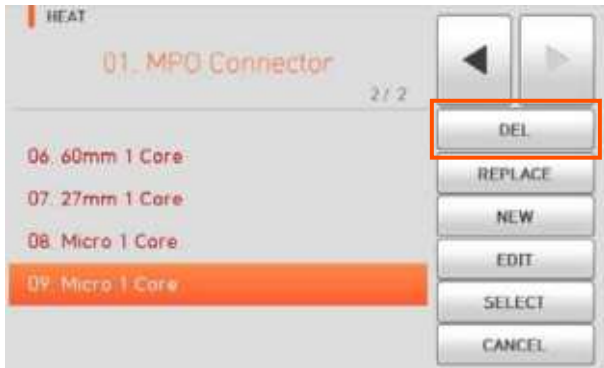 HEAT
01. MPO Connector
2/2
06. 60mm 1 Core
07. 27mm 1 Core
08. Micro 1 Core
09. Micro 1 Core
DEL
REPLACE
NEW
EDIT
SELECT
CANCEL